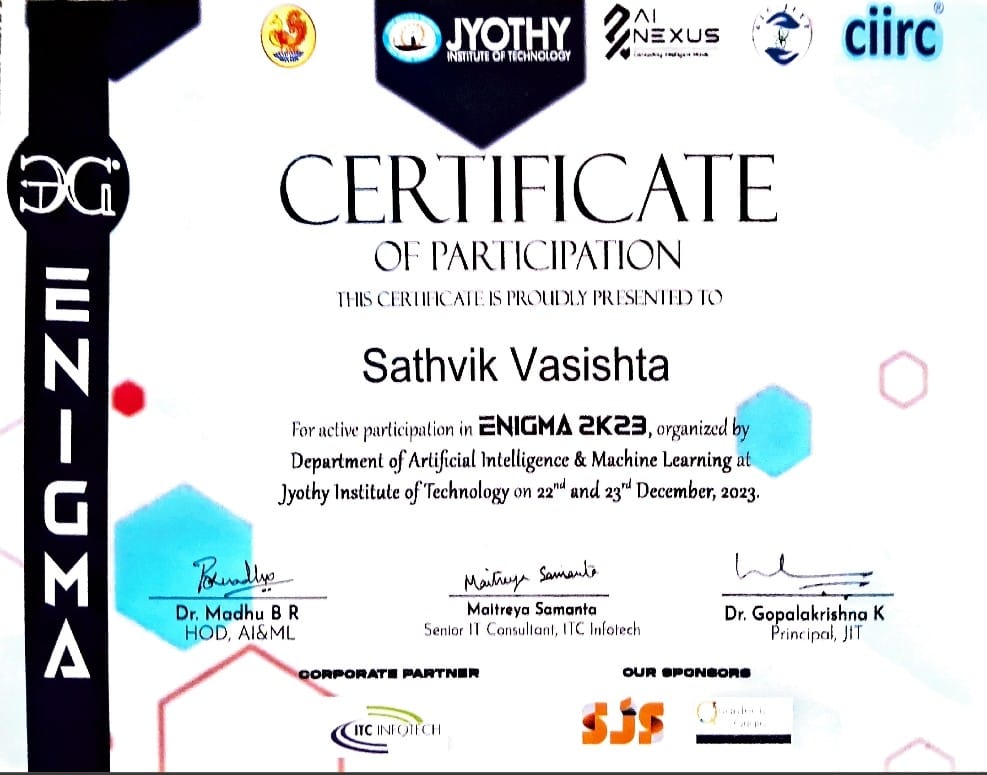 JYOTHY
INSTITUTE OF TECHNOLOGY
AI
NEXUS
ciirc®
CERTIFICATE
OF PARTICIPATION
THIS CERTIFICATE IS PROUDLY PRESENTED TO
Sathvik Vasishta
For active participation in ENIGMA 2K23, organized by
Department of Artificial Intelligence & Machine Learning at
Jyothy Institute of Technology on 22nd and 23rd December, 2023.
ENIGMA
Maitreya Samanta
Dr. Madhu B R
HOD, AI&ML
Maitreya Samanta
Senior IT Consultant, ITC Infotech
Dr. Gopalakrishna K
Principal, JIT
CORPORATE PARTNER
OUR SPONSORS
ITC INFOTECH
SJS